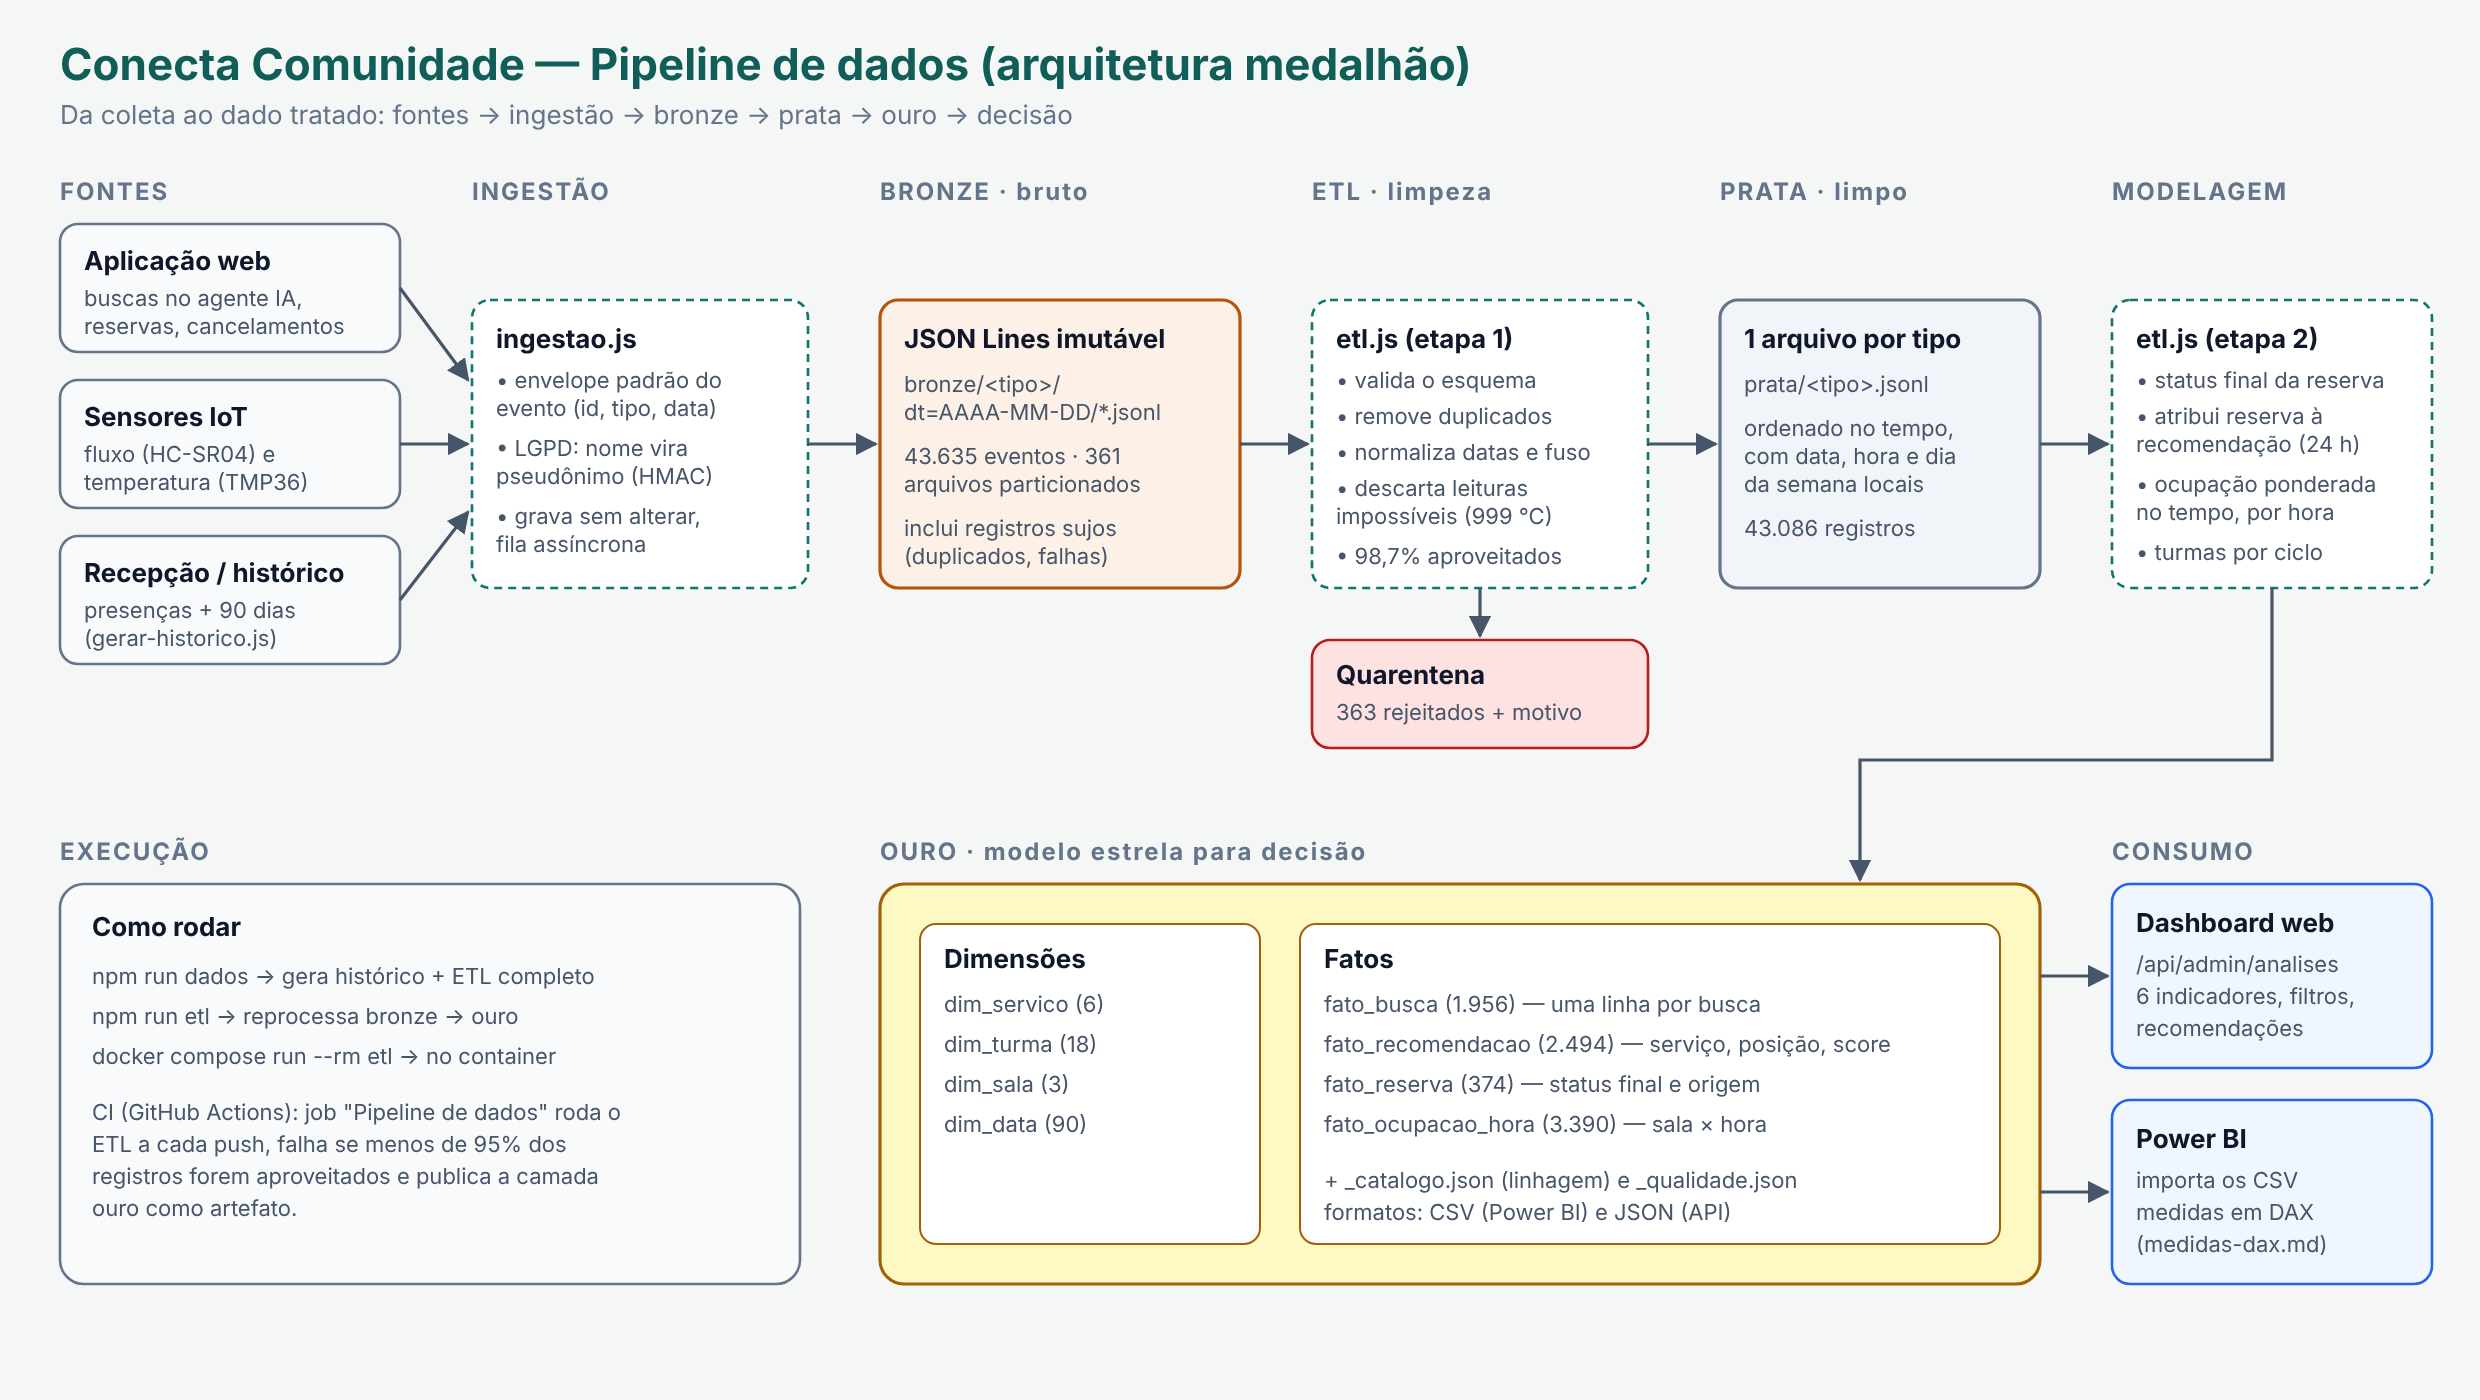 Conecta Comunidade — Pipeline de dados (arquitetura medalhão)
Da coleta ao dado tratado: fontes → ingestão → bronze → prata → ouro → decisão
FONTES
Aplicação web
buscas no agente IA,
reservas, cancelamentos
Sensores IoT
fluxo (HC-SR04) e
temperatura (TMP36)
Recepção / histórico
presenças + 90 dias
(gerar-historico.js)
INGESTÃO
ingestao.js
• envelope padrão do
evento (id, tipo, data)
• LGPD: nome vira
pseudônimo (HMAC)
• grava sem alterar,
fila assíncrona
BRONZE · bruto
JSON Lines imutável
bronze/<tipo>/
dt=AAAA-MM-DD/*.jsonl
43.635 eventos · 361
arquivos particionados
inclui registros sujos
(duplicados, falhas)
ETL · limpeza
etl.js (etapa 1)
• valida o esquema
• remove duplicados
• normaliza datas e fuso
• descarta leituras
impossíveis (999 °C)
• 98,7% aproveitados
Quarentena
363 rejeitados + motivo
PRATA · limpo
1 arquivo por tipo
prata/<tipo>.jsonl
ordenado no tempo,
com data, hora e dia
da semana locais
43.086 registros
MODELAGEM
etl.js (etapa 2)
• status final da reserva
• atribui reserva à
recomendação (24 h)
• ocupação ponderada
no tempo, por hora
• turmas por ciclo
EXECUÇÃO
Como rodar
npm run dados → gera histórico + ETL completo
npm run etl → reprocessa bronze → ouro
docker compose run --rm etl → no container
CI (GitHub Actions): job "Pipeline de dados" roda o
ETL a cada push, falha se menos de 95% dos
registros forem aproveitados e publica a camada
ouro como artefato.
OURO · modelo estrela para decisão
Dimensões
dim_servico (6)
dim_turma (18)
dim_sala (3)
dim_data (90)
Fatos
fato_busca (1.956) — uma linha por busca
fato_recomendacao (2.494) — serviço, posição, score
fato_reserva (374) — status final e origem
fato_ocupacao_hora (3.390) — sala × hora
+ _catalogo.json (linhagem) e _qualidade.json
formatos: CSV (Power BI) e JSON (API)
CONSUMO
Dashboard web
/api/admin/analises
6 indicadores, filtros,
recomendações
Power BI
importa os CSV
medidas em DAX
(medidas-dax.md)